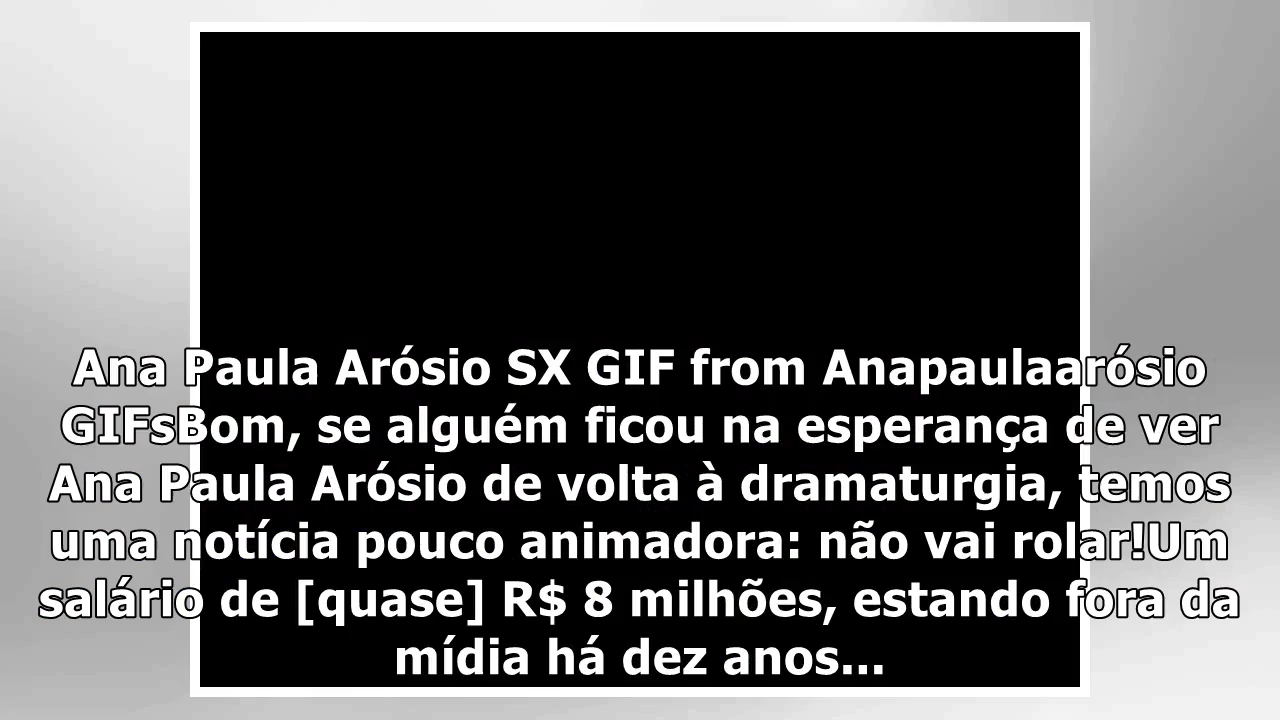 Ana Paula Arósio SX GIF from Anapaulaarósio
GIFsBom, se alguém ficou na esperança de ver
Ana Paula Arósio de volta à dramaturgia, temos
uma notícia pouco animadora: não vai rolar!Um
salário de [quase] R$ 8 milhões, estando fora da
mídia há dez anos...